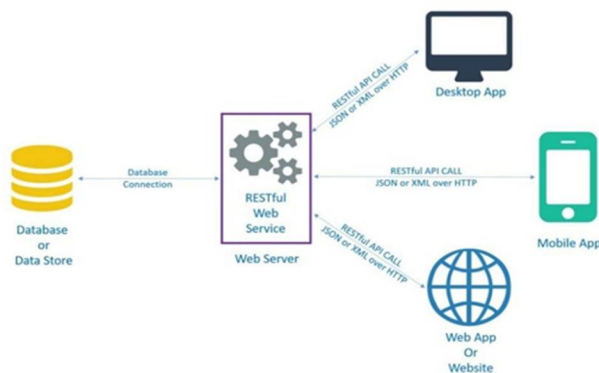 RESTful API CALL
JSON or XML over HTTP
Desktop App
Database
Connection
RESTful
Web
Service
Web Server
RESTful API CALL
JSON or XML over HTTP
Database
or
Data Store
Mobile App
RESTful API CALL
JSON or XML over HTTP
Web App
Or
Website